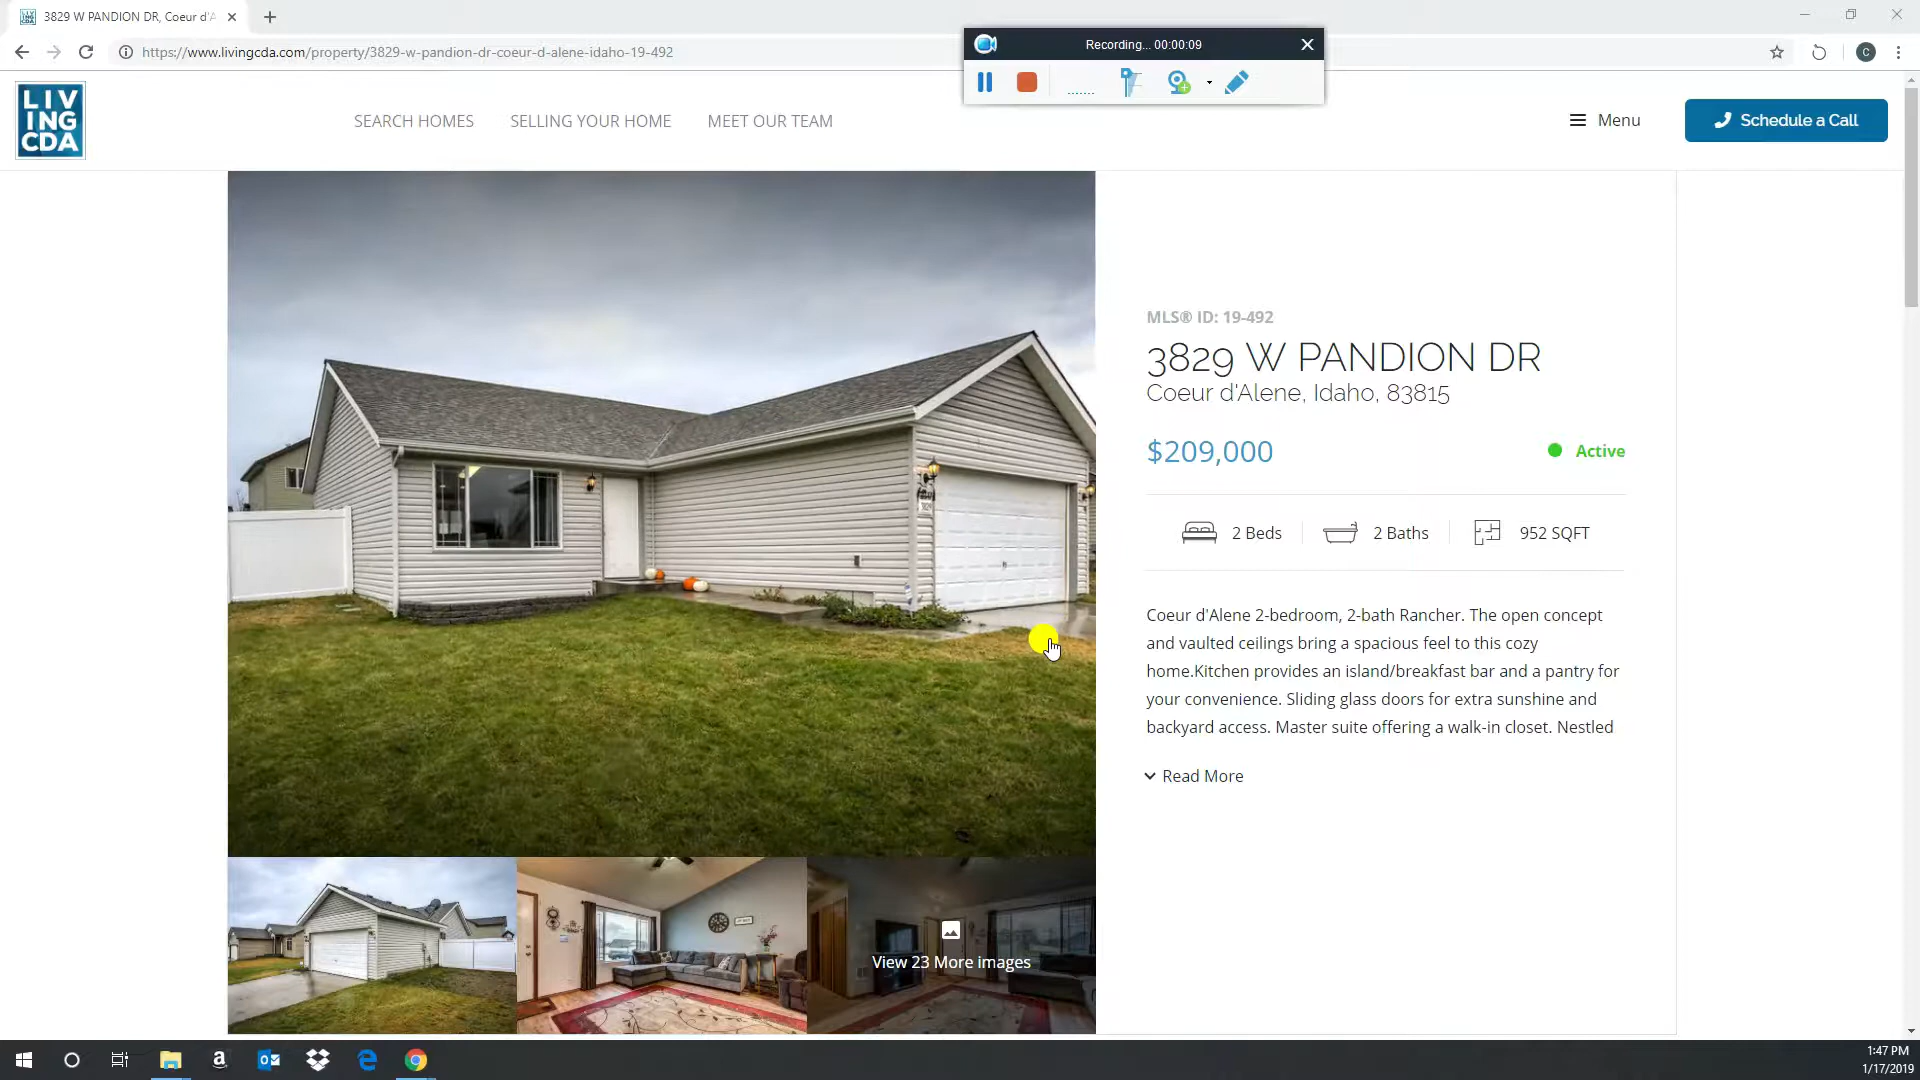 3829 W PANDION DR, Coeur d'A
https://www.livingcda.com/property/3829-w-pandion-dr-coeur-d-alene-idaho-19-492
C
Recording... 00:00:09
LIV
ING
CDA
SEARCH HOMES
SELLING YOUR HOME
MEET OUR TEAM
Menu
Schedule a Call
MLS® ID: 19-492
3829 W PANDION DR
Coeur d'Alene, Idaho, 83815
$209,000
Active
2 Beds
2 Baths
952 SQFT
Coeur d'Alene 2-bedroom, 2-bath Rancher. The open concept
and vaulted ceilings bring a spacious feel to this cozy
home.Kitchen provides an island/breakfast bar and a pantry for
your convenience. Sliding glass doors for extra sunshine and
backyard access. Master suite offering a walk-in closet. Nestled
Read More
View 23 More images
1:47 PM
1/17/2019